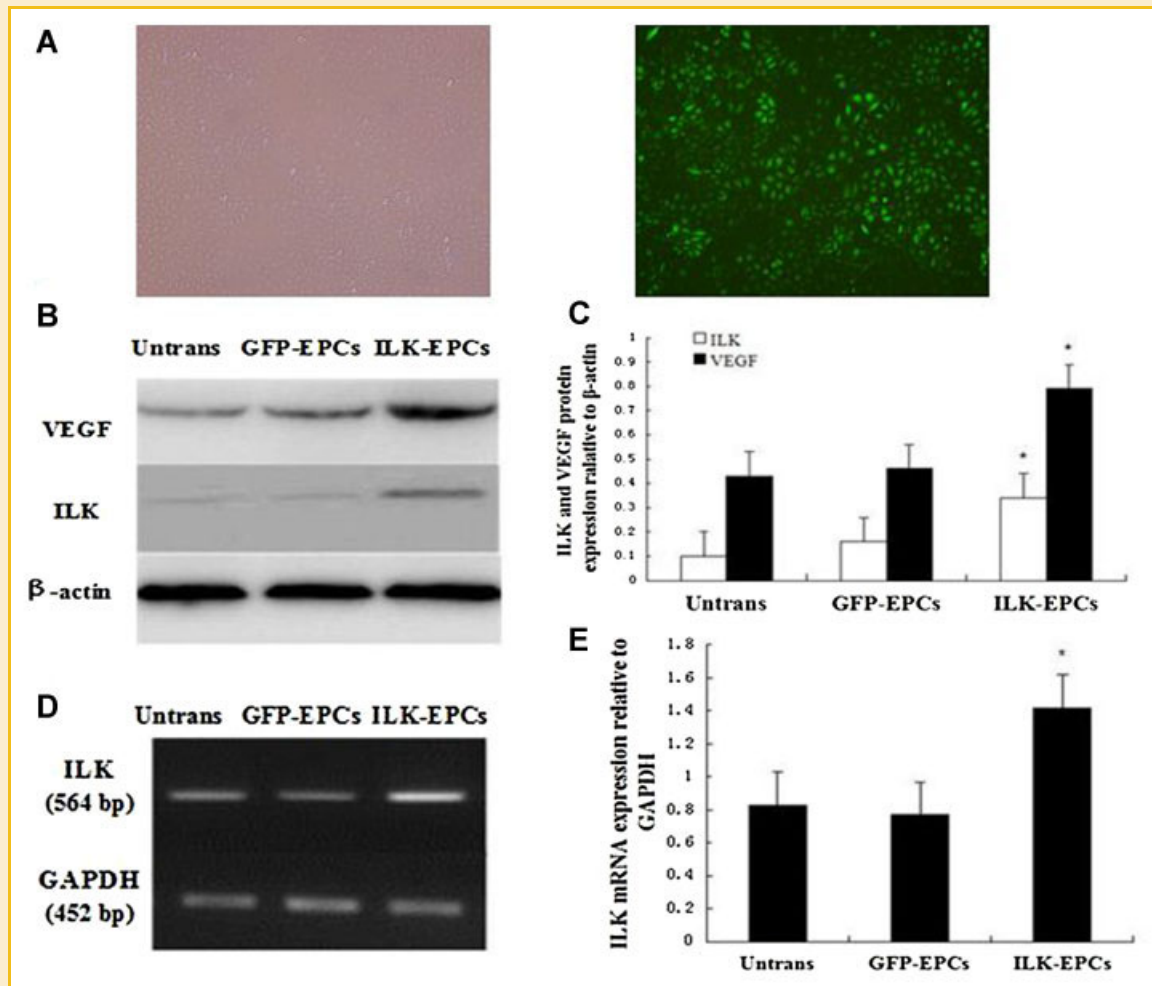 A
B
Untrans GFP-EPCs ILK-EPCs
VEGF
ILK
β-actin
C
ILK and VEGF protein
expression ralative to β-actin
1
0.9
0.8
0.7
0.6
0.5
0.4
0.3
0.2
0.1
0
ILK
VEGF
*
*
Untrans GFP-EPCs ILK-EPCs
D
Untrans GFP-EPCs ILK-EPCs
ILK
(564 bp)
GAPDH
(452 bp)
E
ILK mRNA expression relative to
GAPDH
1.8
1.6
1.4
1.2
1
0.8
0.6
0.4
0.2
0
*
Untrans GFP-EPCs ILK-EPCs